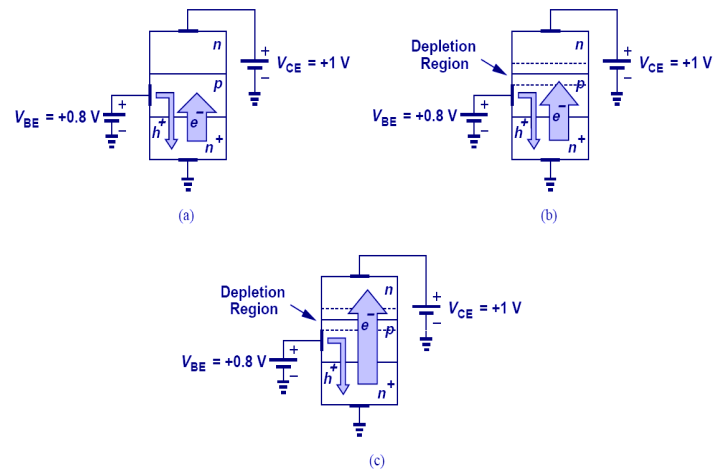 n
+
V_CE = +1 V
–
p
+
V_BE = +0.8 V
–
h+
e–
n+
(a)
n
Depletion
Region
+
V_CE = +1 V
–
p
+
V_BE = +0.8 V
–
h+
e–
n+
(b)
n
Depletion
Region
+
V_CE = +1 V
–
e–
p
+
V_BE = +0.8 V
–
h+
n+
(c)